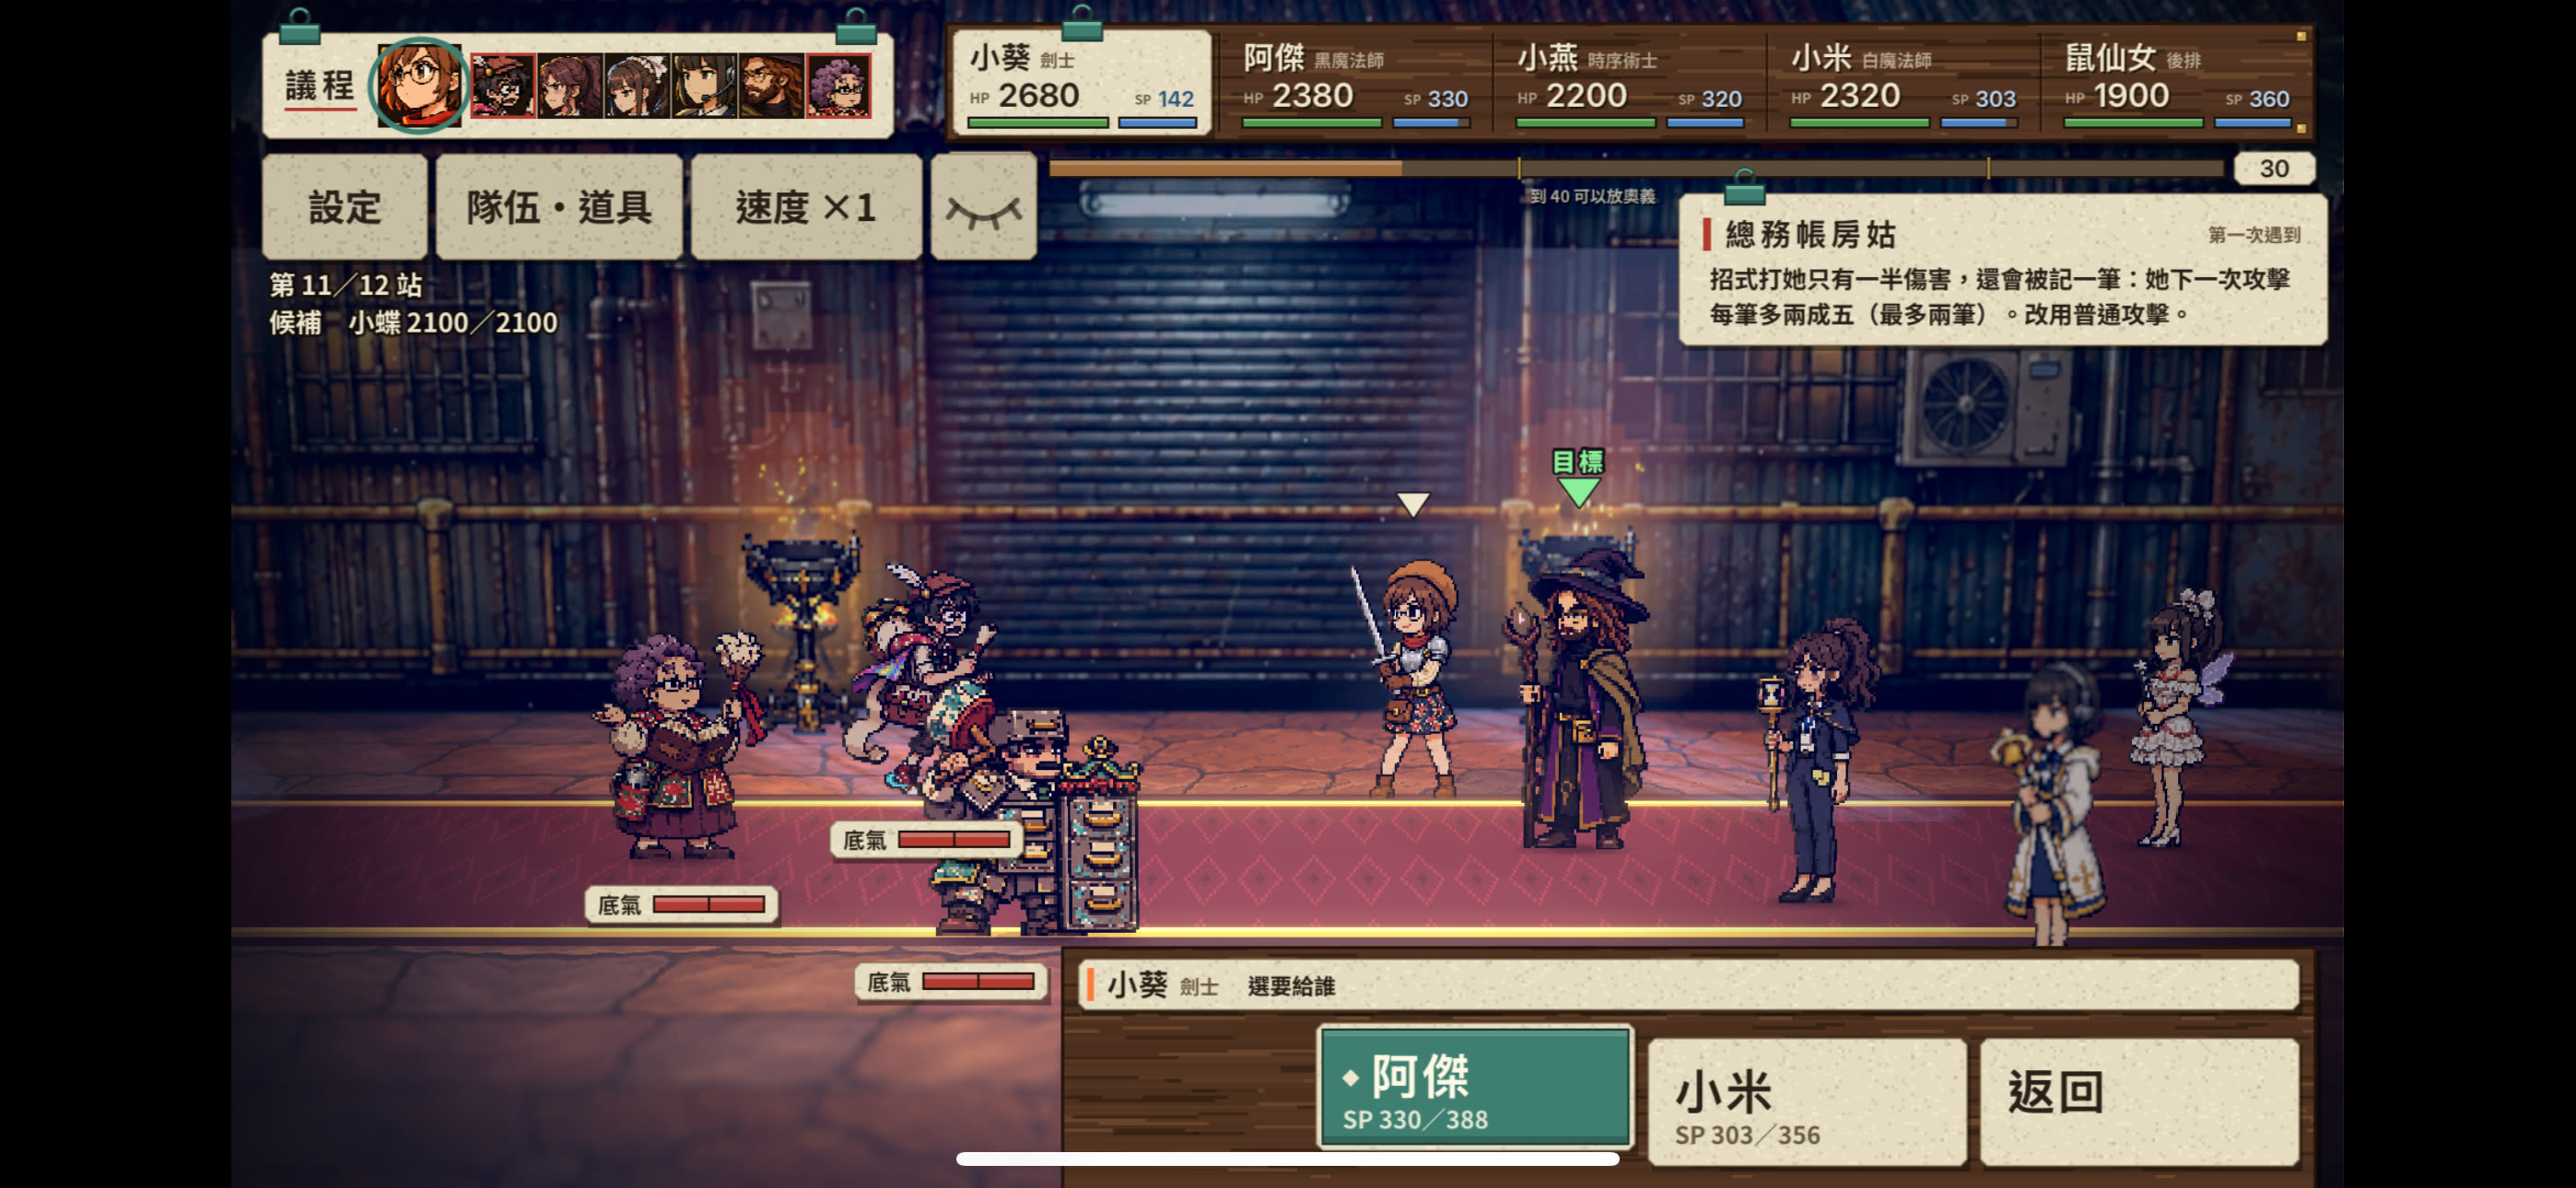 議程
小葵 劍士
HP 2680 SP 142
阿傑 黑魔法師
HP 2380 SP 330
小燕 時序術士
HP 2200 SP 320
小米 白魔法師
HP 2320 SP 303
鼠仙女 後排
HP 1900 SP 360
設定
隊伍・道具
速度 ×1
30
到 40 可以放奧義
第 11／12 站
候補 小蝶 2100／2100
總務帳房姑 第一次遇到
招式打她只有一半傷害，還會被記一筆：她下一次攻擊
每筆多兩成五（最多兩筆）。改用普通攻擊。
目標
底氣
底氣
底氣
小葵 劍士 選要給誰
阿傑
SP 330／388
小米
SP 303／356
返回